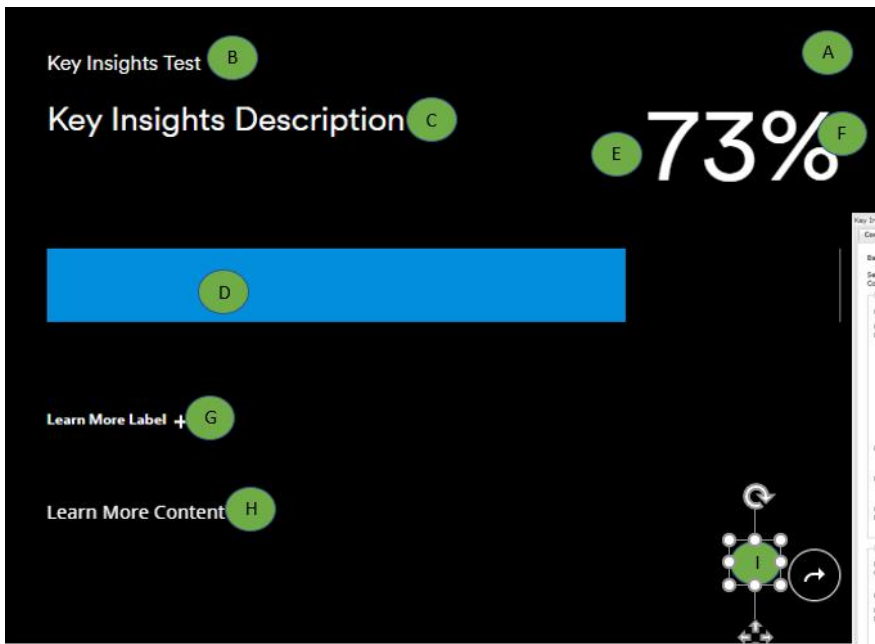 A
Key Insights Test B
Key Insights Description C
E 73% F
D
Learn More Label + G
Learn More Content H
I